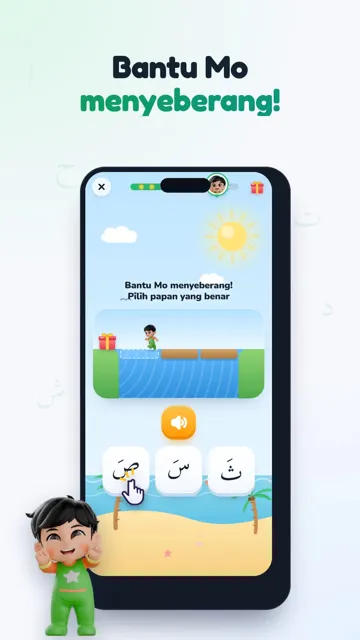 Bantu Mo
menyeberang!
Bantu Mo menyeberang!
Pilih papan yang benar
صَ
سَ
ثَ
ح
ت
د
ش